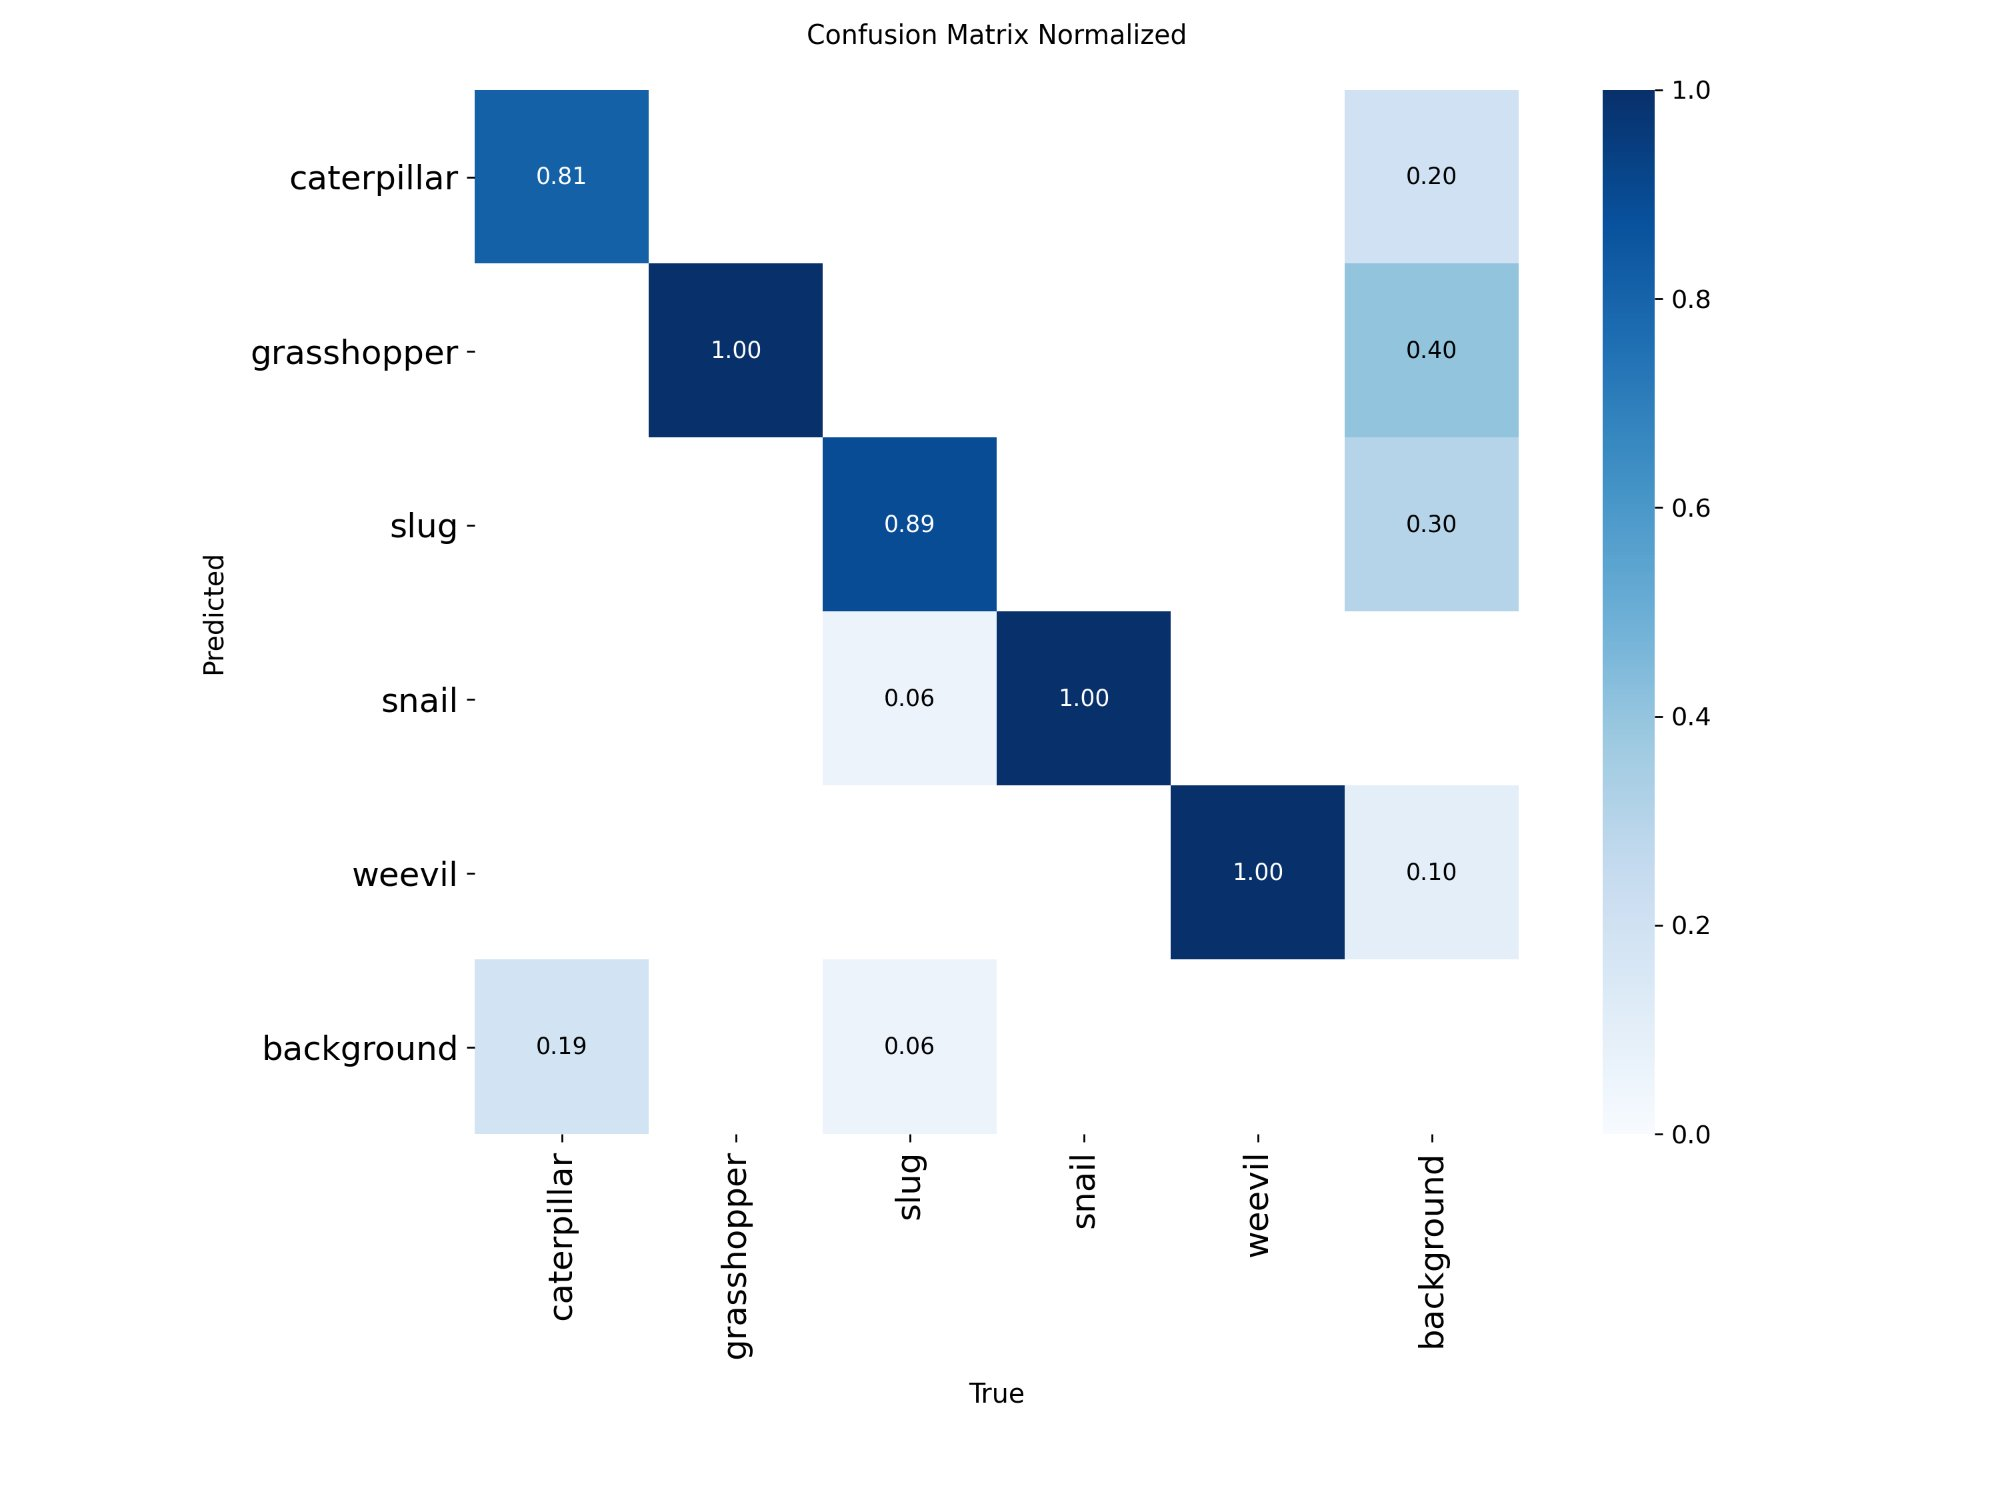 Confusion Matrix Normalized
caterpillar
0.81
0.20
grasshopper
1.00
0.40
slug
0.89
0.30
snail
0.06
1.00
weevil
1.00
0.10
background
0.19
0.06
Predicted
caterpillar
grasshopper
slug
snail
weevil
background
True
1.0
0.8
0.6
0.4
0.2
0.0